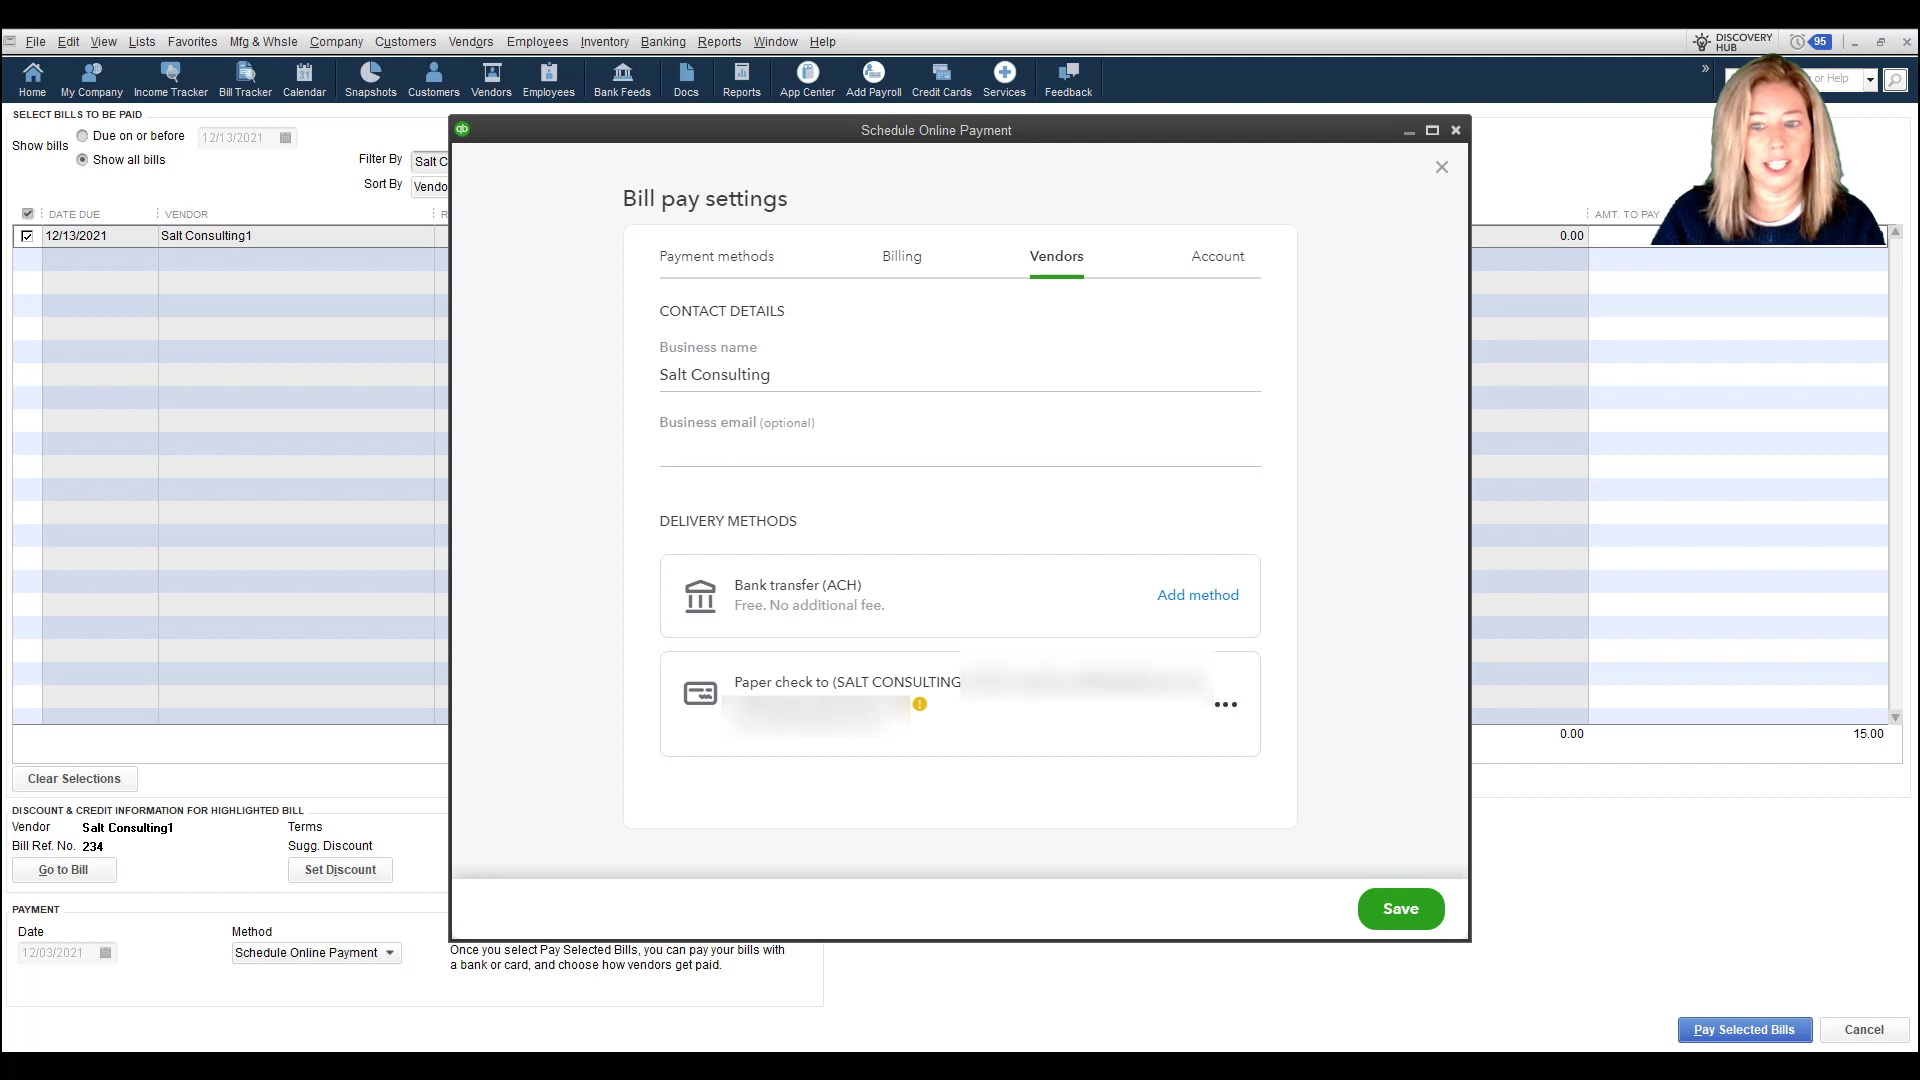 File Edit View Lists Favorites Mfg & Whsle Company Customers Vendors Employees Inventory Banking Reports Window Help
DISCOVERY HUB 95
Home My Company Income Tracker Bill Tracker Calendar Snapshots Customers Vendors Employees Bank Feeds Docs Reports App Center Add Payroll Credit Cards Services Feedback
or Help
SELECT BILLS TO BE PAID
Show bills
Due on or before 12/13/2021
Show all bills
Filter By Salt C
Sort By Vendo
DATE DUE VENDOR R AMT. TO PAY
12/13/2021 Salt Consulting1 0.00
0.00 15.00
Clear Selections
DISCOUNT & CREDIT INFORMATION FOR HIGHLIGHTED BILL
Vendor Salt Consulting1 Terms
Bill Ref. No. 234 Sugg. Discount
Go to Bill Set Discount
PAYMENT
Date Method
12/03/2021 Schedule Online Payment
Once you select Pay Selected Bills, you can pay your bills with
a bank or card, and choose how vendors get paid.
Pay Selected Bills Cancel
qb Schedule Online Payment
Bill pay settings
Payment methods Billing Vendors Account
CONTACT DETAILS
Business name
Salt Consulting
Business email (optional)
DELIVERY METHODS
Bank transfer (ACH)
Free. No additional fee.
Add method
Paper check to (SALT CONSULTING
Save